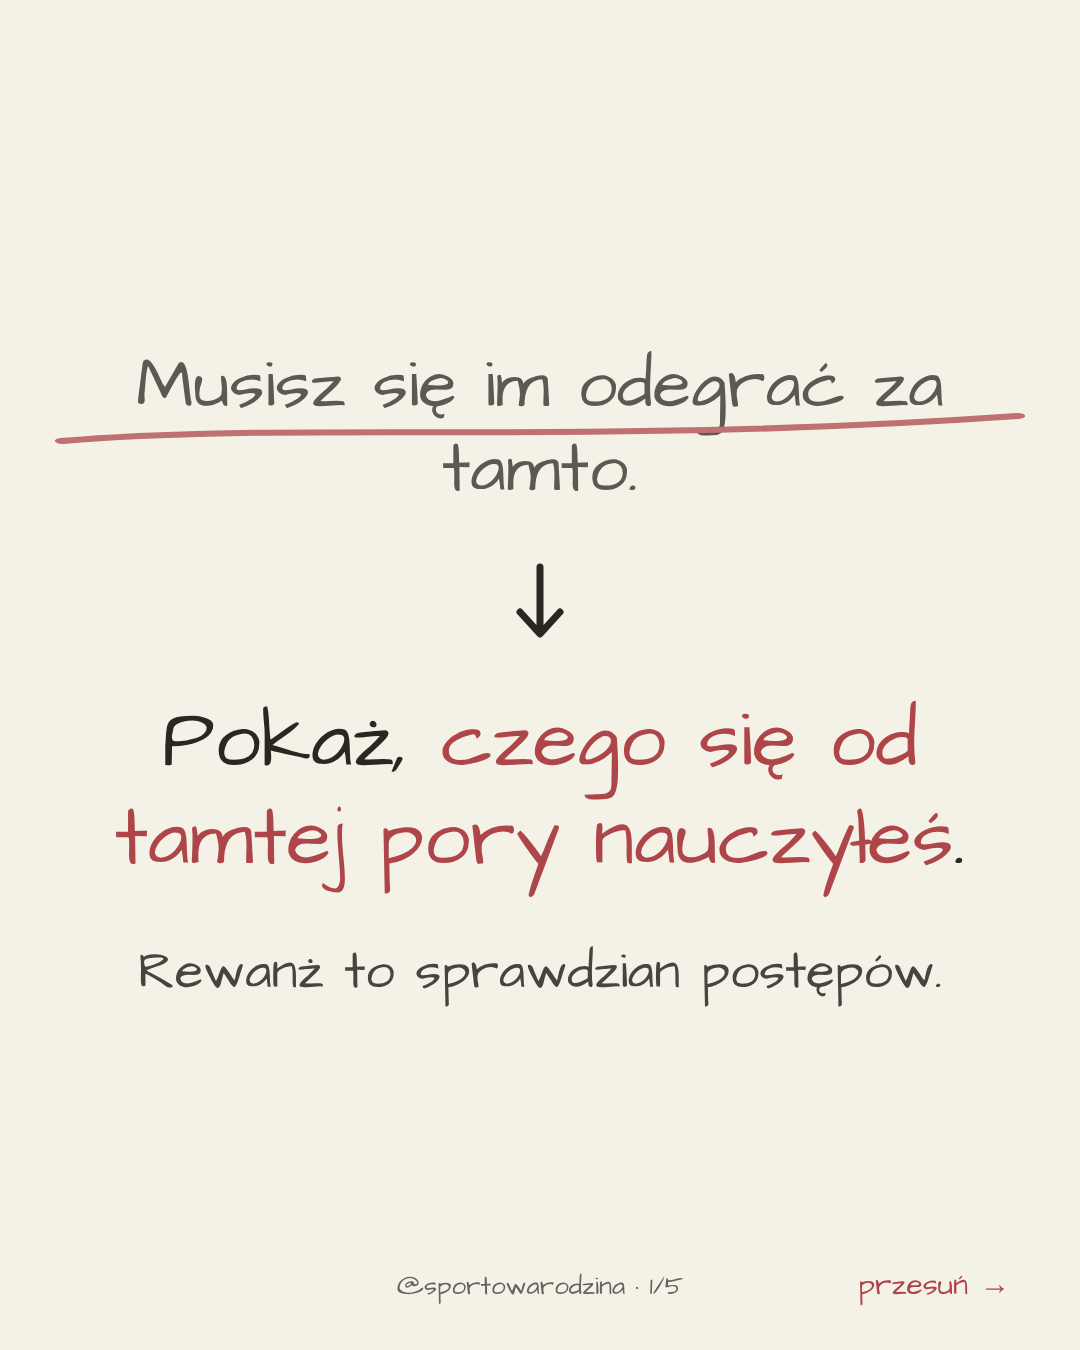 Musisz się im odegrać za
tamto.
↓
Pokaż, czego się od
tamtej pory nauczyłeś.
Rewanż to sprawdzian postępów.
@sportowarodzina · 1/5
przesuń →